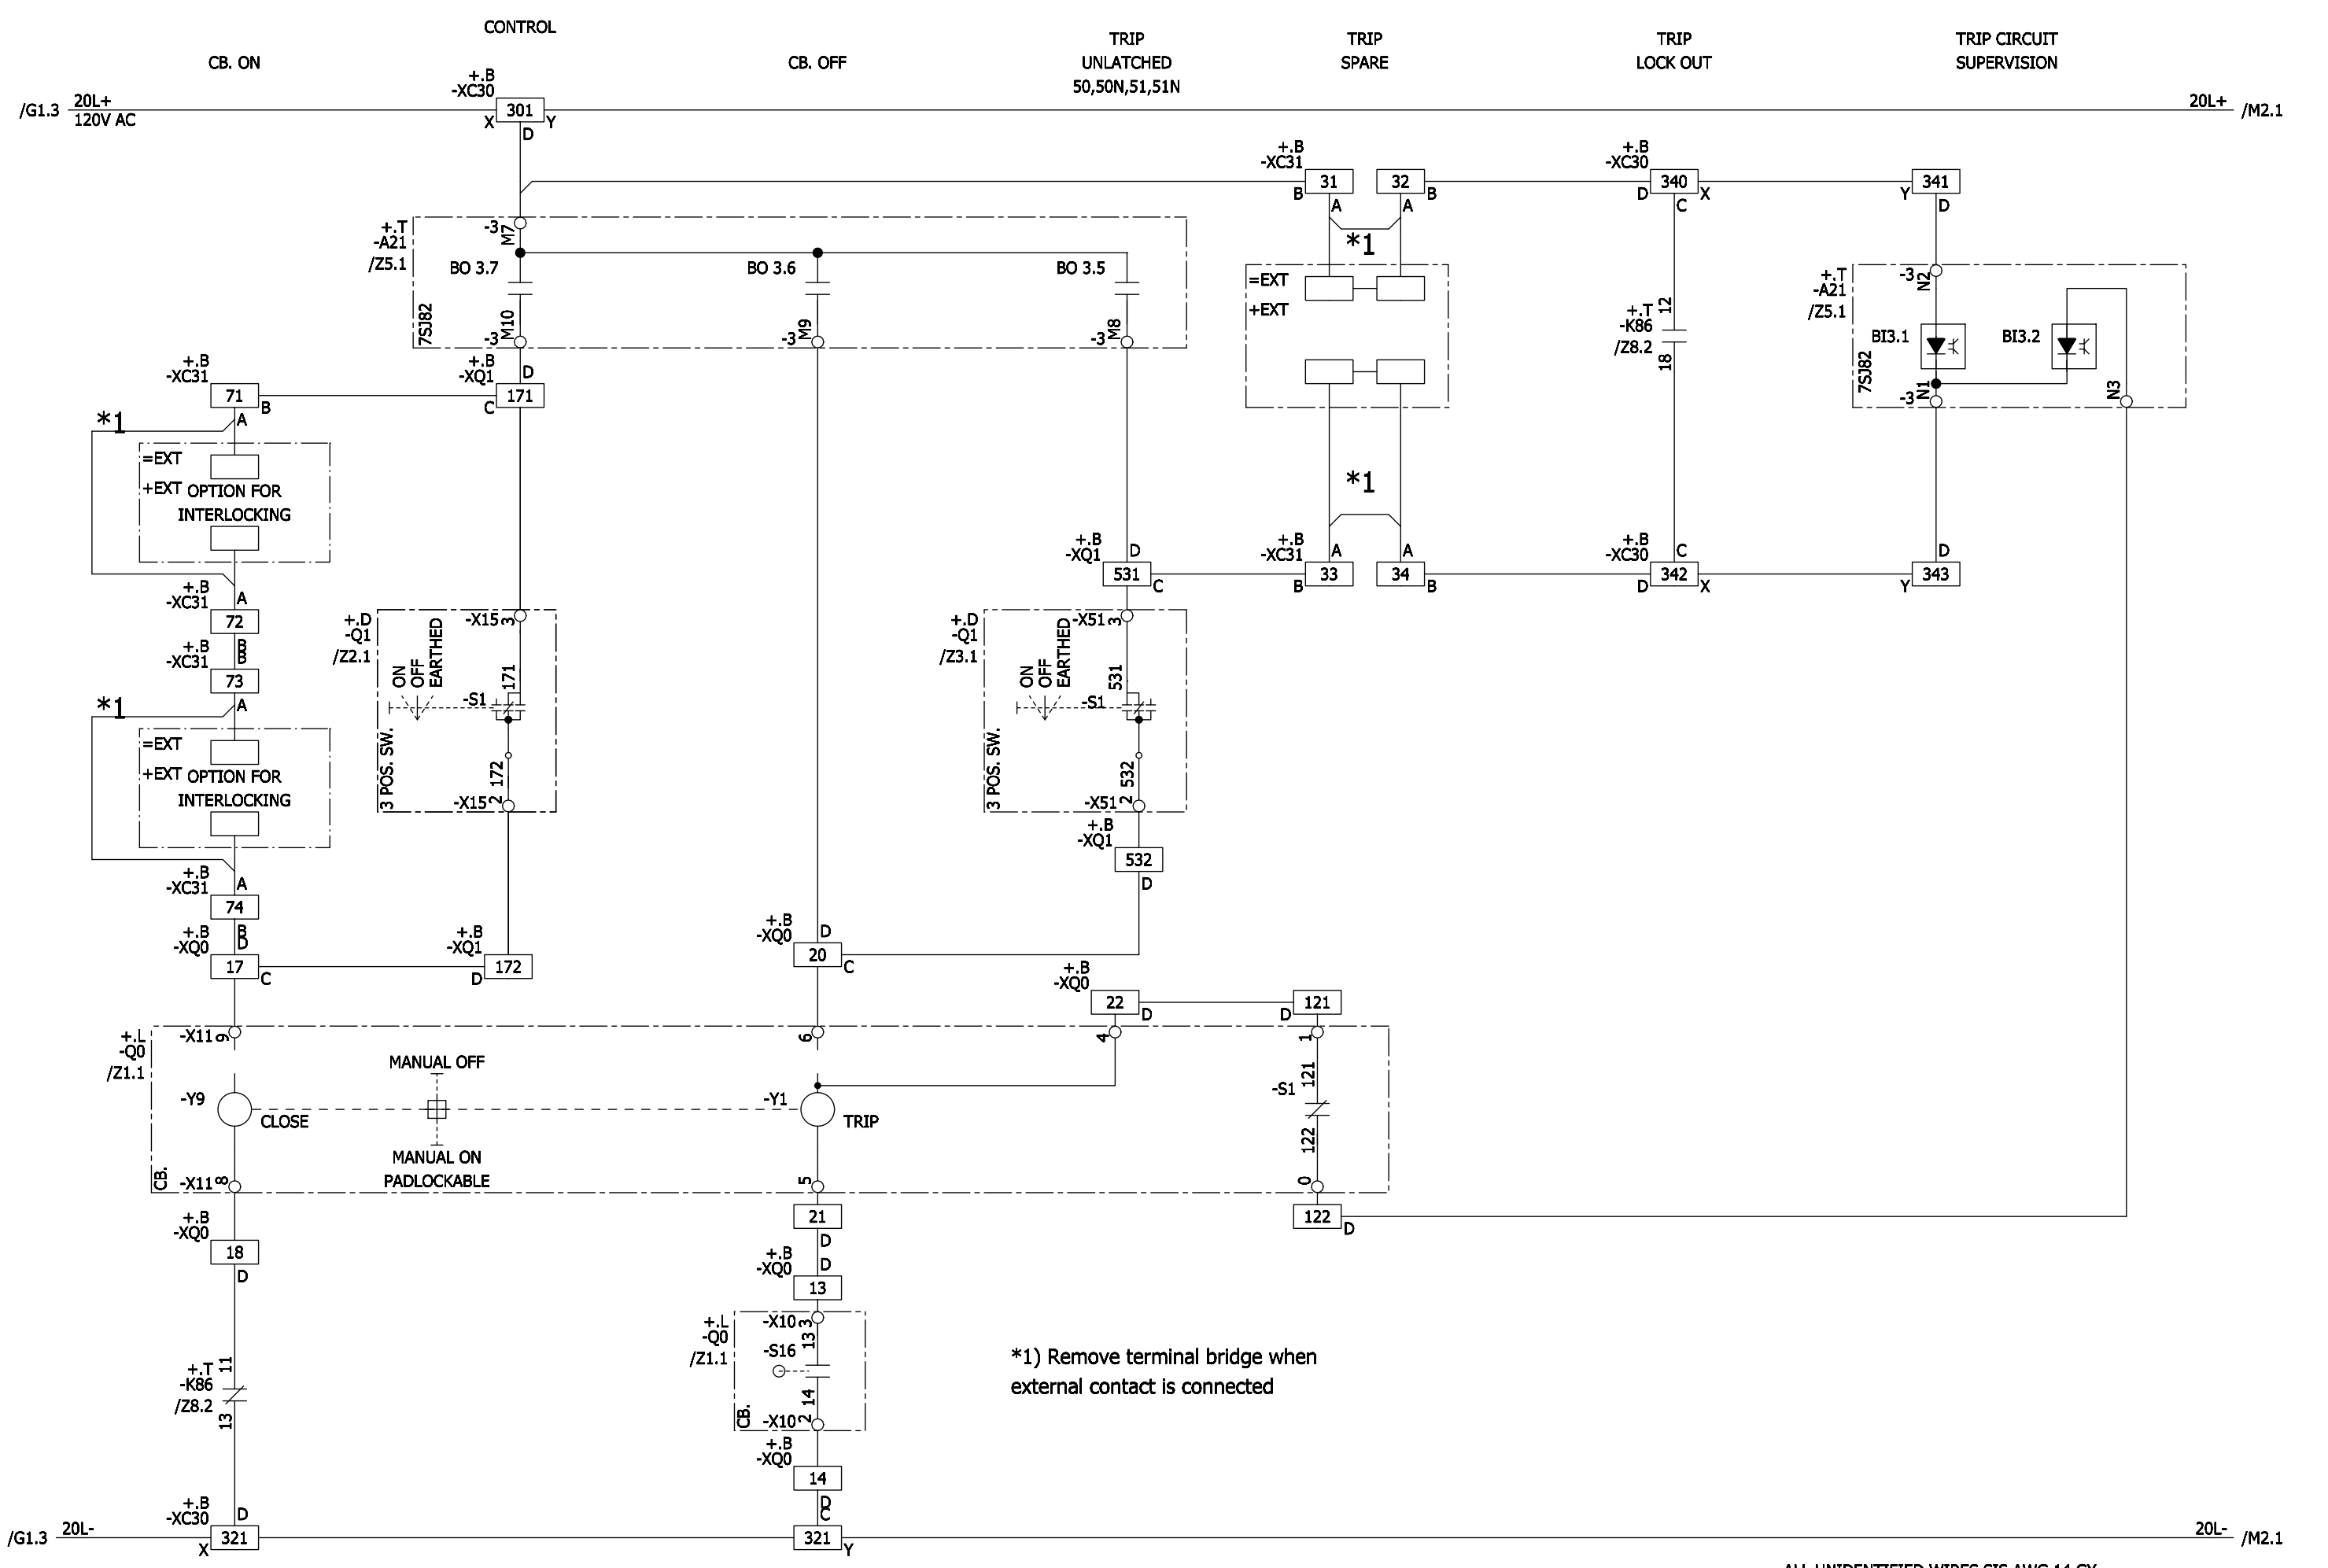 CONTROL
CB. ON
CB. OFF
TRIP
UNLATCHED
50,50N,51,51N
TRIP
SPARE
TRIP
LOCK OUT
TRIP CIRCUIT
SUPERVISION
/G1.3
20L+
120V AC
+.B
-XC30
301
X
Y
D
20L+
/M2.1
+.B
-XC31
31
32
B
A
A
B
*1
+.B
-XC30
340
D
C
X
341
Y
D
+.T
-A21
/Z5.1
7SJ82
-3
M7
BO 3.7
BO 3.6
BO 3.5
-3
M10
-3
M9
-3
M8
=EXT
+EXT
+.T
-K86
/Z8.2
12
18
+.T
-A21
/Z5.1
7SJ82
-3
N2
BI3.1
BI3.2
-3
N1
N3
+.B
-XC31
71
B
A
*1
+.B
-XQ1
D
171
C
=EXT
+EXT OPTION FOR
INTERLOCKING
*1
+.B
-XC31
A
72
B
+.B
-XC31
B
73
A
*1
=EXT
+EXT OPTION FOR
INTERLOCKING
+.B
-XC31
A
74
B
+.B
-XQ0
D
17
C
+.D
-Q1
/Z2.1
3 POS. SW.
ON
OFF
EARTHED
-X15
3
171
-S1
172
-X15
2
+.B
-XQ1
172
D
+.B
-XQ1
D
531
C
+.B
-XC31
A
33
B
A
34
B
+.B
-XC30
C
342
D
X
D
343
Y
+.D
-Q1
/Z3.1
3 POS. SW.
ON
OFF
EARTHED
-X51
3
531
-S1
532
-X51
2
+.B
-XQ1
532
D
+.B
-XQ0
D
20
C
+.B
-XQ0
22
D
121
D
+.L
-Q0
/Z1.1
CB.
-X11
9
6
4
1
MANUAL OFF
-Y9
CLOSE
-Y1
TRIP
-S1
121
122
MANUAL ON
PADLOCKABLE
-X11
8
5
0
+.B
-XQ0
18
D
21
D
122
D
+.B
-XQ0
D
13
+.L
-Q0
/Z1.1
CB.
-X10
3
13
-S16
14
-X10
2
*1) Remove terminal bridge when
external contact is connected
+.T
-K86
/Z8.2
11
13
+.B
-XQ0
14
D
C
+.B
-XC30
D
/G1.3
20L-
321
X
321
Y
20L-
/M2.1